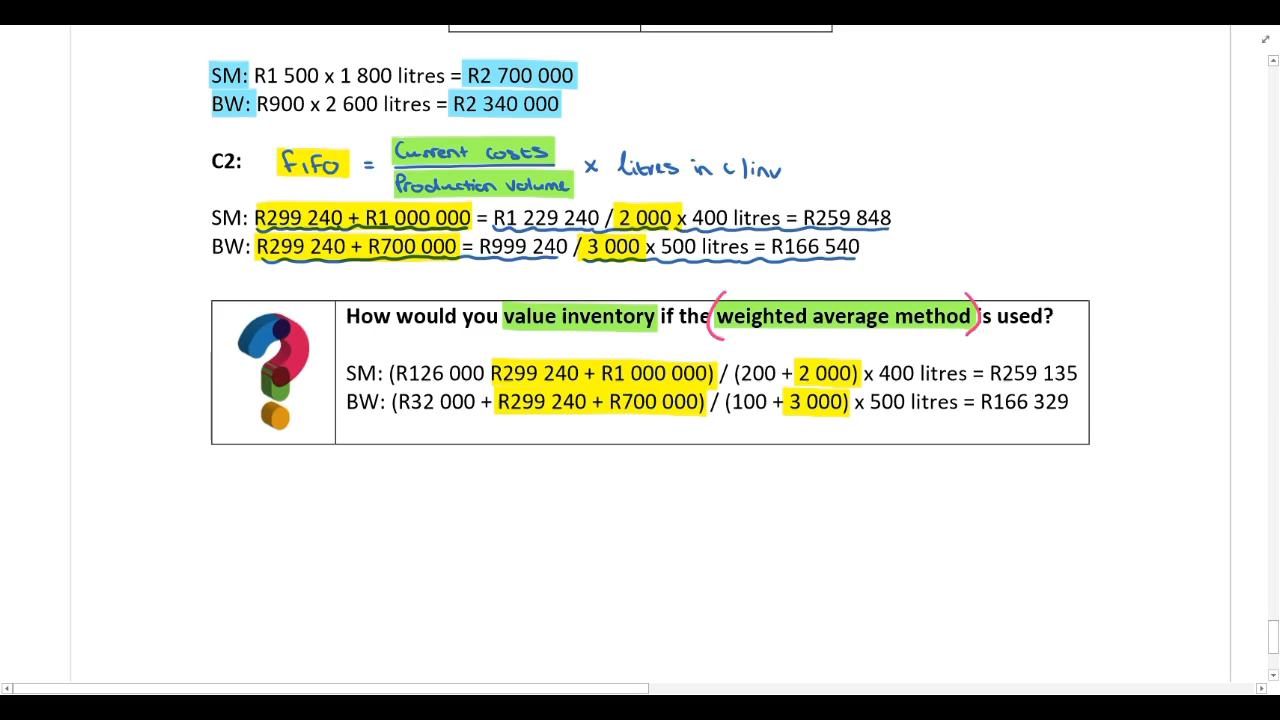 SM: R1 500 x 1 800 litres = R2 700 000
BW: R900 x 2 600 litres = R2 340 000
C2: fifo = Current costs / Production volume x litres in c/inv
SM: R299 240 + R1 000 000 = R1 229 240 / 2 000 x 400 litres = R259 848
BW: R299 240 + R700 000 = R999 240 / 3 000 x 500 litres = R166 540
How would you value inventory if the (weighted average method) is used?
SM: (R126 000 R299 240 + R1 000 000) / (200 + 2 000) x 400 litres = R259 135
BW: (R32 000 + R299 240 + R700 000) / (100 + 3 000) x 500 litres = R166 329